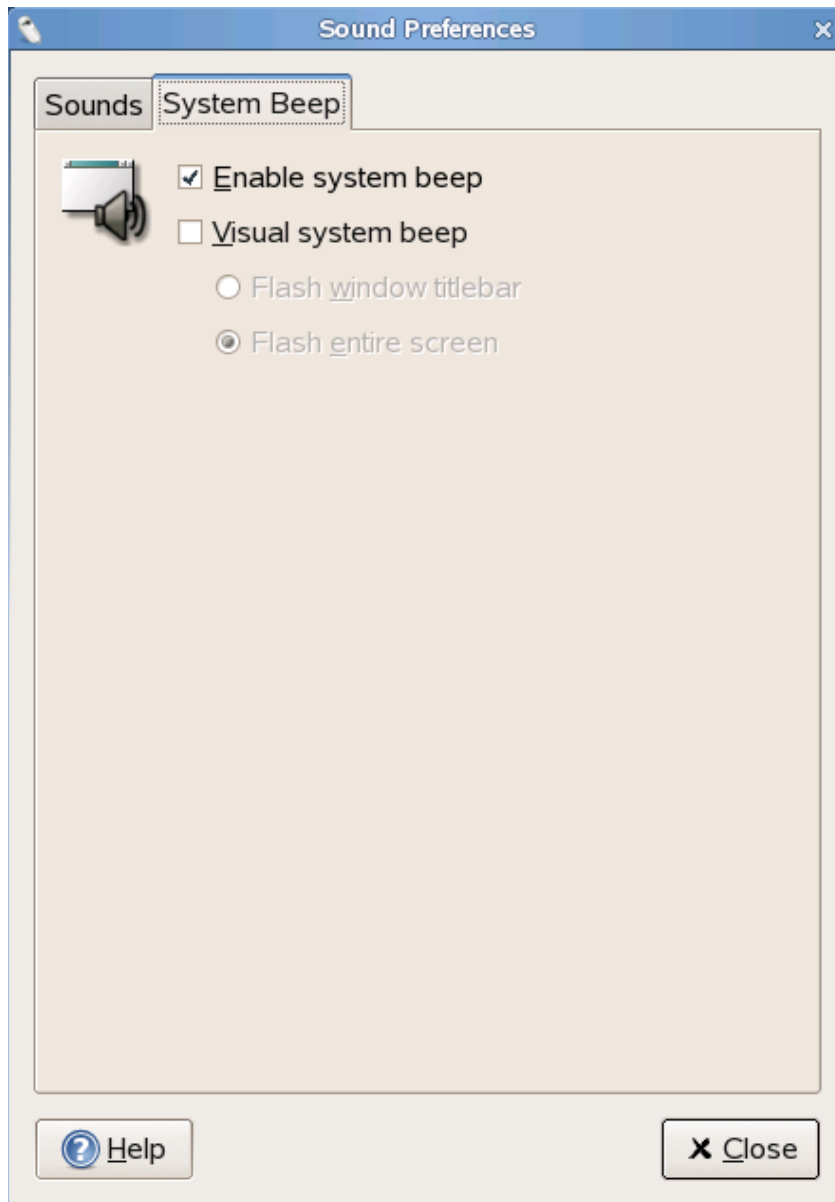 Sound Preferences
Sounds System Beep
Enable system beep
Visual system beep
Flash window titlebar
Flash entire screen
Help Close